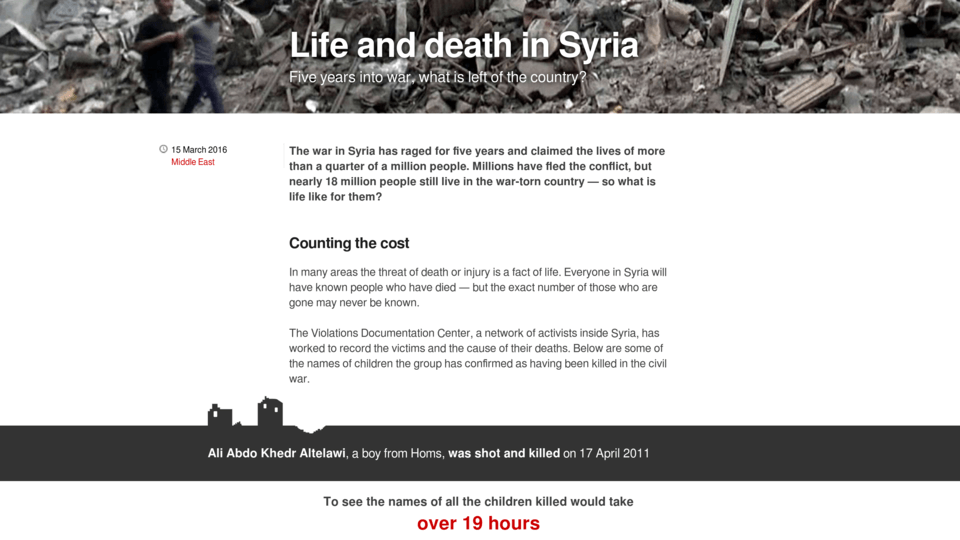 Life and death in Syria
Five years into war, what is left of the country?
15 March 2016
Middle East
The war in Syria has raged for five years and claimed the lives of more
than a quarter of a million people. Millions have fled the conflict, but
nearly 18 million people still live in the war-torn country — so what is
life like for them?
Counting the cost
In many areas the threat of death or injury is a fact of life. Everyone in Syria will
have known people who have died — but the exact number of those who are
gone may never be known.
The Violations Documentation Center, a network of activists inside Syria, has
worked to record the victims and the cause of their deaths. Below are some of
the names of children the group has confirmed as having been killed in the civil
war.
Ali Abdo Khedr Altelawi, a boy from Homs, was shot and killed on 17 April 2011
To see the names of all the children killed would take
over 19 hours